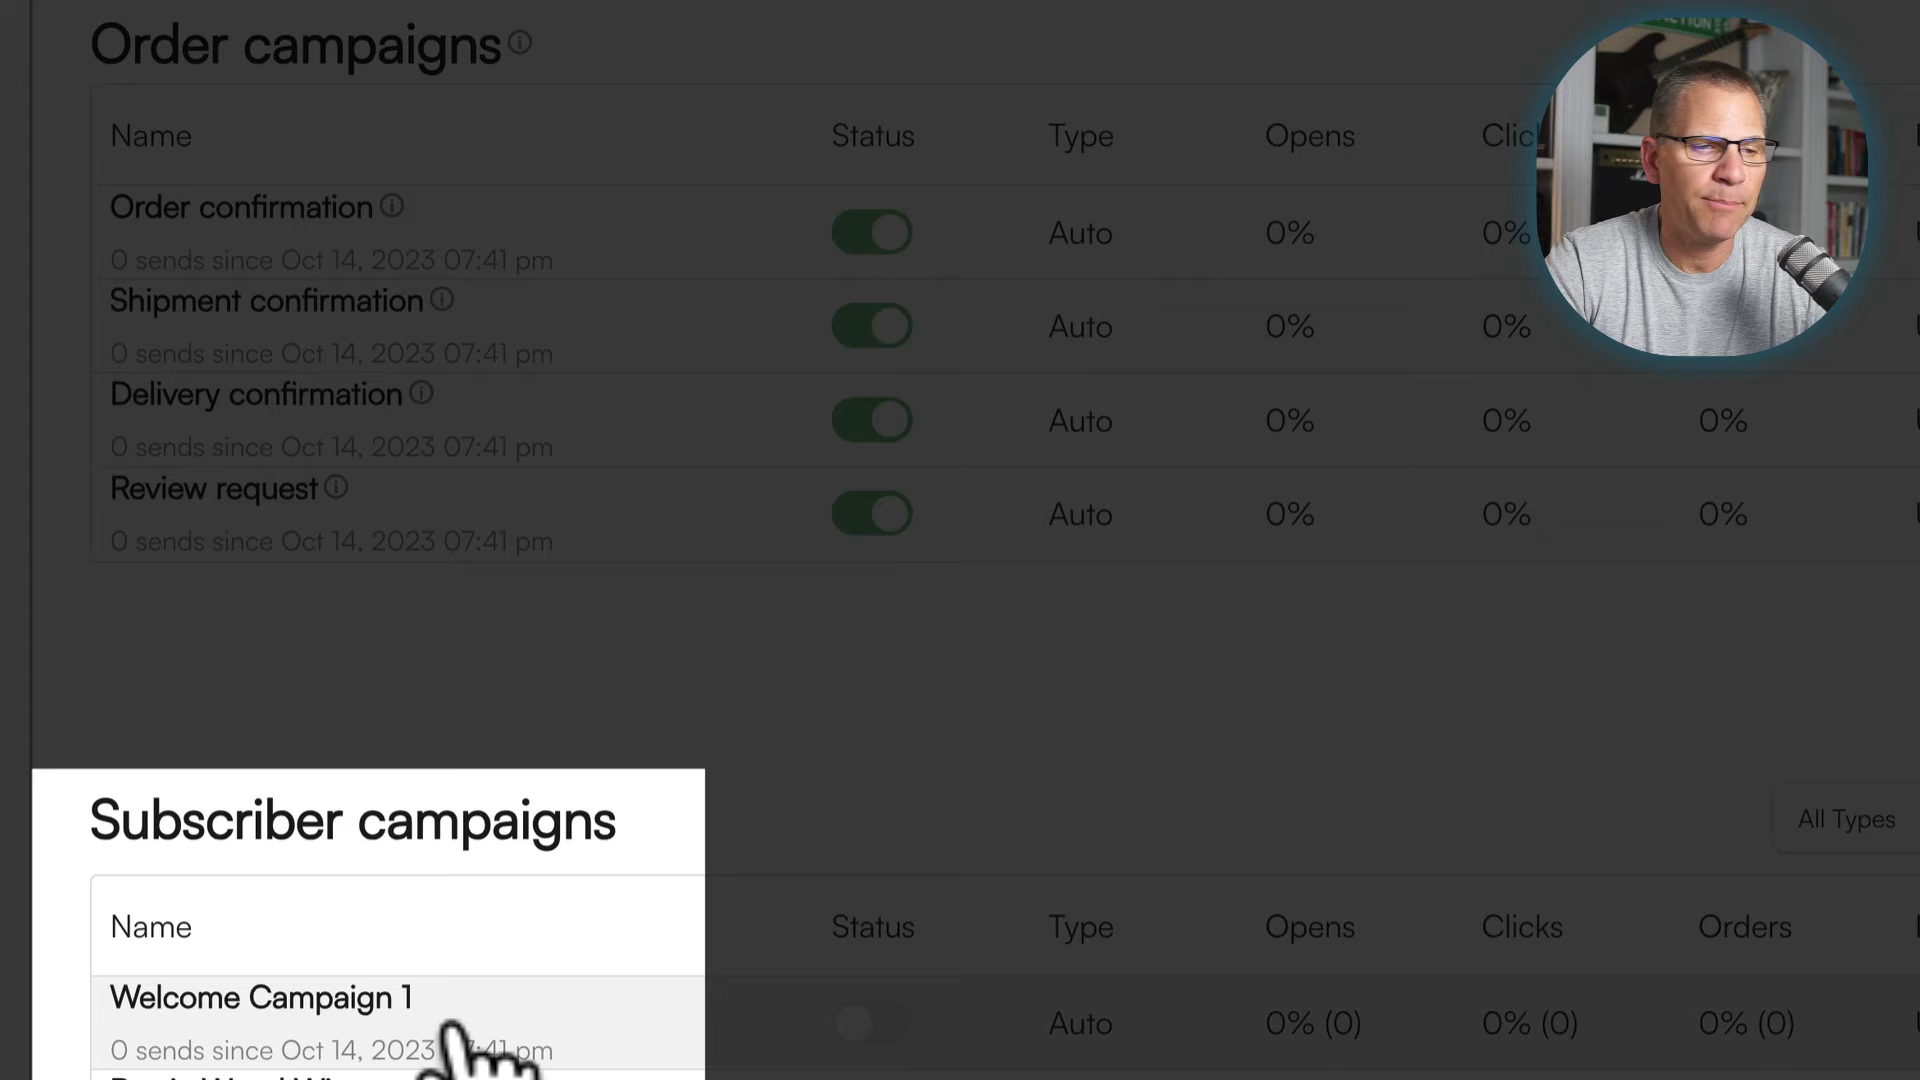 Order campaigns
Name Status Type Opens Clic
Order confirmation
0 sends since Oct 14, 2023 07:41 pm
Auto 0% 0%
Shipment confirmation
0 sends since Oct 14, 2023 07:41 pm
Auto 0% 0%
Delivery confirmation
0 sends since Oct 14, 2023 07:41 pm
Auto 0% 0% 0%
Review request
0 sends since Oct 14, 2023 07:41 pm
Auto 0% 0% 0%
Subscriber campaigns
All Types
Name Status Type Opens Clicks Orders
Welcome Campaign 1
0 sends since Oct 14, 2023 :41 pm
Auto 0% (0) 0% (0) 0% (0)